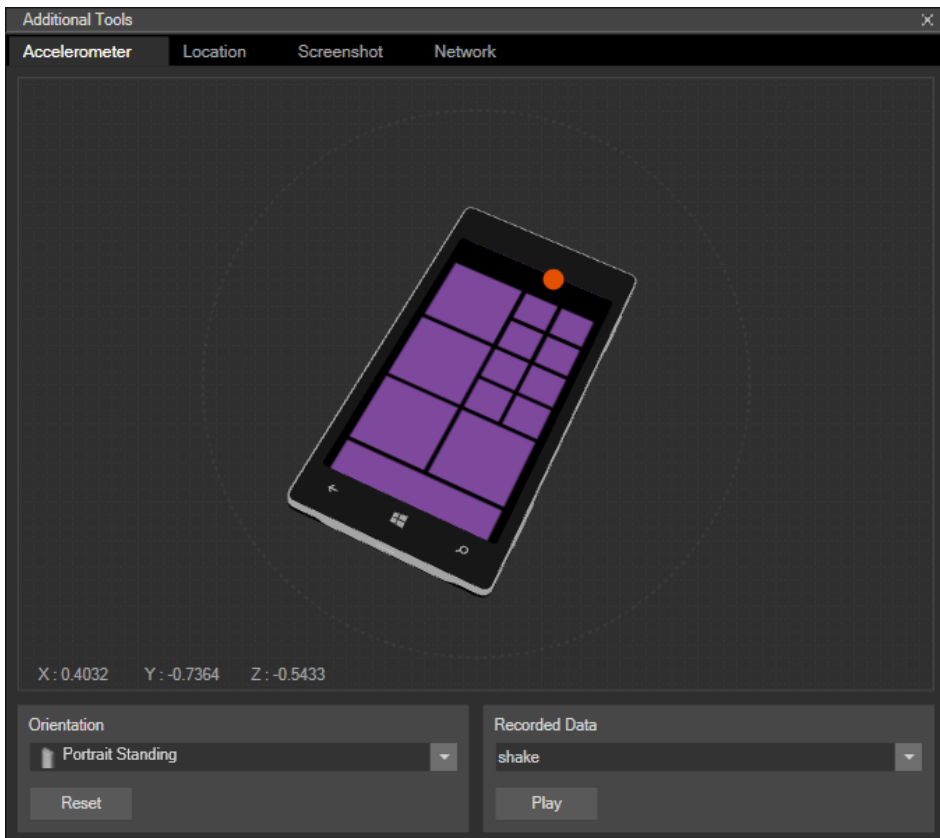 Additional Tools
Accelerometer Location Screenshot Network
X : 0.4032 Y : -0.7364 Z : -0.5433
Orientation
Portrait Standing
Reset
Recorded Data
shake
Play